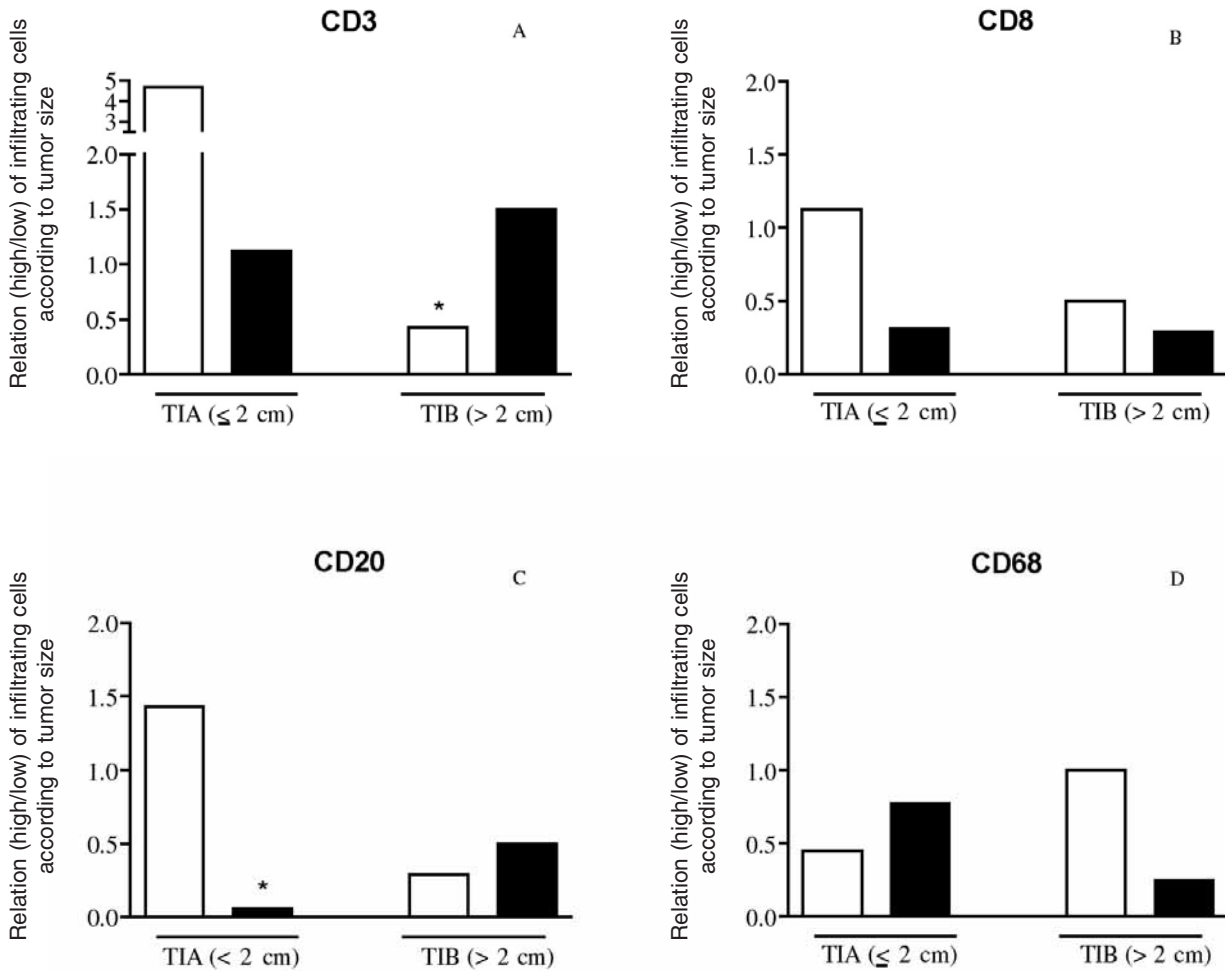 CD3
A
Relation (high/low) of infiltrating cells
according to tumor size
5
4
3
2.0
1.5
1.0
0.5
0.0
*
TIA (≤ 2 cm)
TIB (> 2 cm)
CD8
B
Relation (high/low) of infiltrating cells
according to tumor size
2.0
1.5
1.0
0.5
0.0
TIA (≤ 2 cm)
TIB (> 2 cm)
CD20
C
Relation (high/low) of infiltrating cells
according to tumor size
2.0
1.5
1.0
0.5
0.0
*
TIA (< 2 cm)
TIB (> 2 cm)
CD68
D
Relation (high/low) of infiltrating cells
according to tumor size
2.0
1.5
1.0
0.5
0.0
TIA (≤ 2 cm)
TIB (> 2 cm)